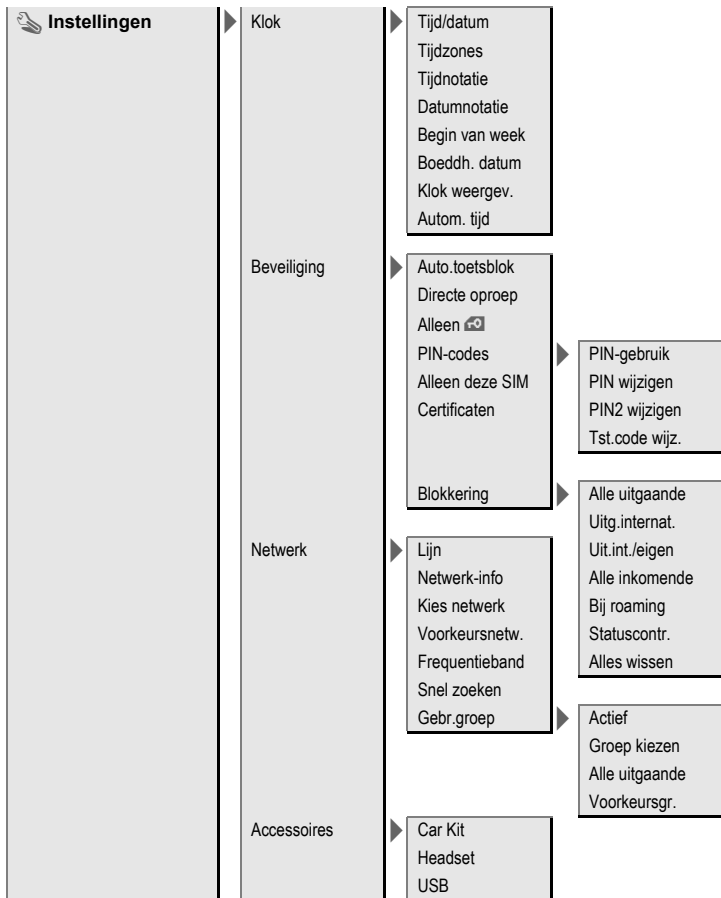 Instellingen
Klok
Tijd/datum
Tijdzones
Tijdnotatie
Datumnotatie
Begin van week
Boeddh. datum
Klok weergev.
Autom. tijd
Beveiliging
Auto.toetsblok
Directe oproep
Alleen
PIN-codes
PIN-gebruik
PIN wijzigen
PIN2 wijzigen
Tst.code wijz.
Alleen deze SIM
Certificaten
Blokkering
Alle uitgaande
Uitg.internat.
Uit.int./eigen
Alle inkomende
Bij roaming
Statuscontr.
Alles wissen
Netwerk
Lijn
Netwerk-info
Kies netwerk
Voorkeursnetw.
Frequentieband
Snel zoeken
Gebr.groep
Actief
Groep kiezen
Alle uitgaande
Voorkeursgr.
Accessoires
Car Kit
Headset
USB